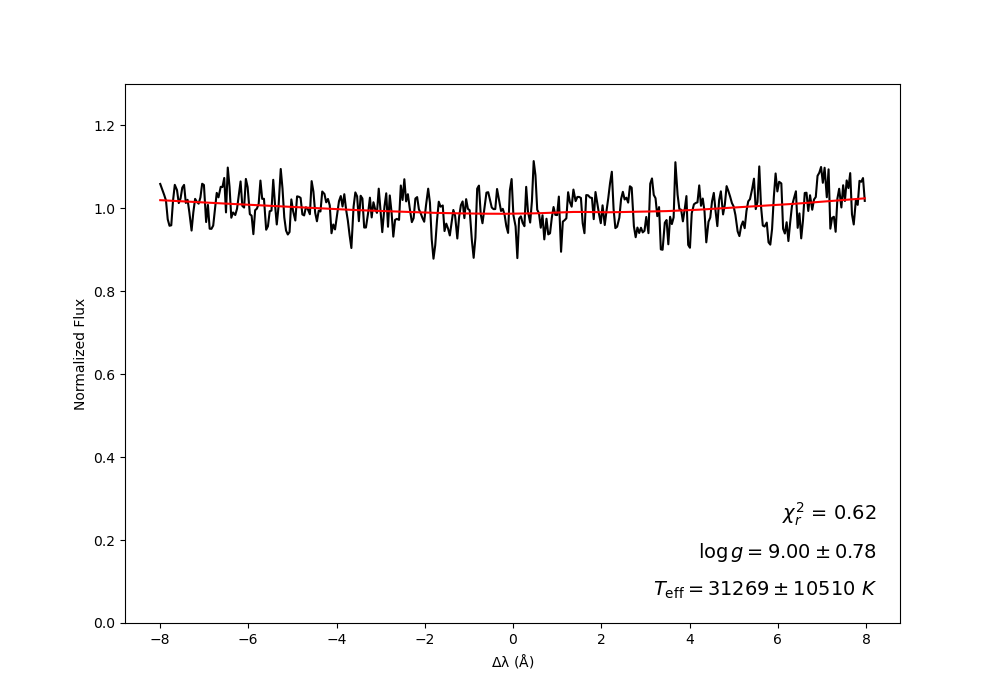 1.2
1.0
0.8
0.6
0.4
0.2
0.0
Normalized Flux
χ²ᵣ = 0.62
log g = 9.00 ± 0.78
T_eff = 31269 ± 10510 K
−8 −6 −4 −2 0 2 4 6 8
Δλ (Å)